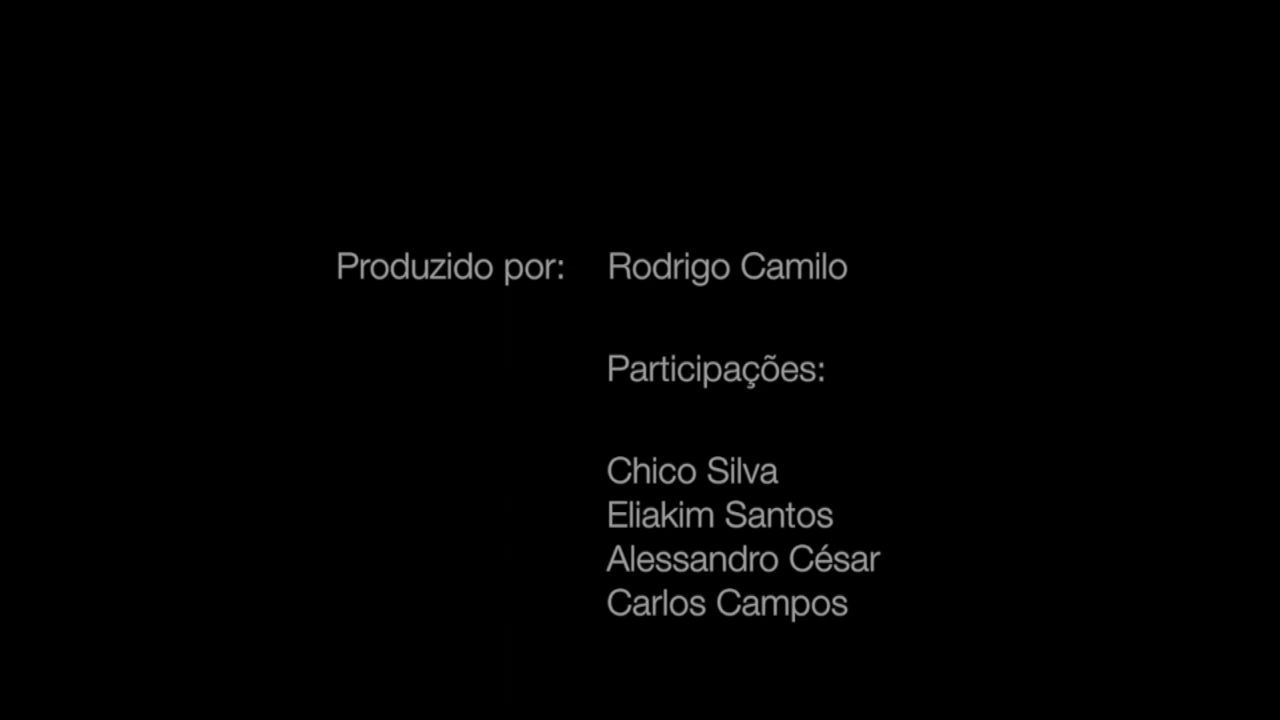 Produzido por: Rodrigo Camilo
Participações:
Chico Silva
Eliakim Santos
Alessandro César
Carlos Campos